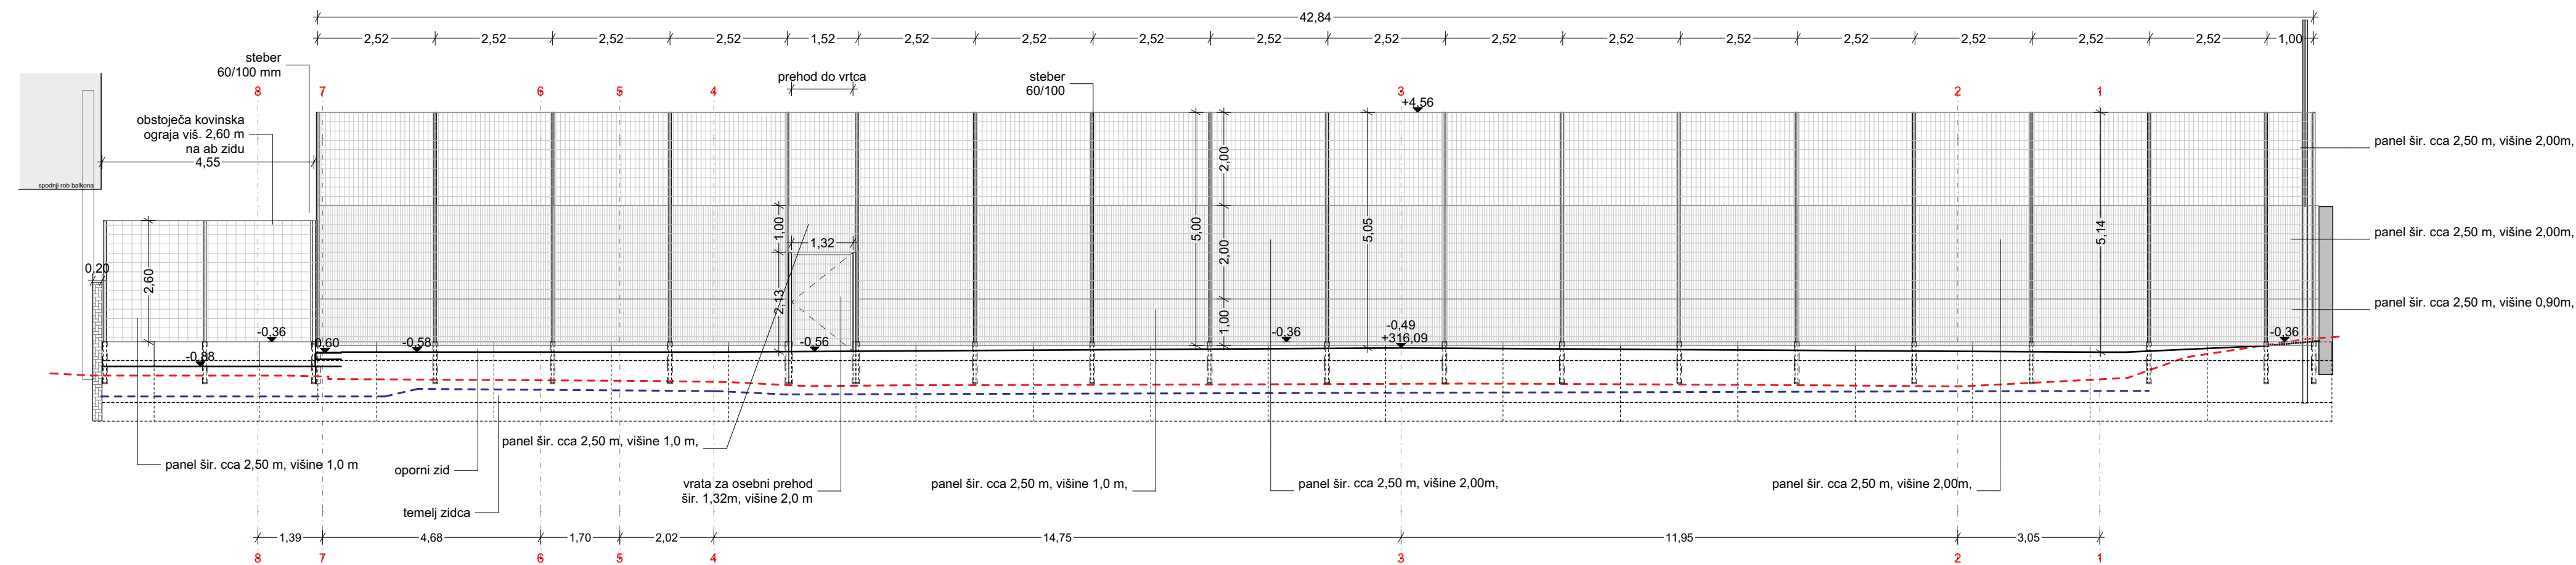 42,84
2,52 2,52 2,52 2,52 1,52 2,52 2,52 2,52 2,52 2,52 2,52 2,52 2,52 2,52 2,52 2,52 2,52 1,00
steber
60/100 mm
prehod do vrtca
steber
60/100
8 7 6 5 4 3 2 1
+4,56
obstoječa kovinska
ograja viš. 2,60 m
na ab zidu
4,55
spodnji rob balkona
panel šir. cca 2,50 m, višine 2,00m,
2,00
1,00
5,00
5,05
5,14
panel šir. cca 2,50 m, višine 2,00m,
1,32
2,00
0,20
2,60
2,13
1,00
panel šir. cca 2,50 m, višine 0,90m,
-0,36
-0,88
-0,60
-0,58
-0,56
-0,36
-0,49
+316,09
-0,36
panel šir. cca 2,50 m, višine 1,0 m,
panel šir. cca 2,50 m, višine 1,0 m
oporni zid
vrata za osebni prehod
šir. 1,32m, višine 2,0 m
panel šir. cca 2,50 m, višine 1,0 m,
panel šir. cca 2,50 m, višine 2,00m,
panel šir. cca 2,50 m, višine 2,00m,
temelj zidca
1,39 4,68 1,70 2,02 14,75 11,95 3,05
8 7 6 5 4 3 2 1